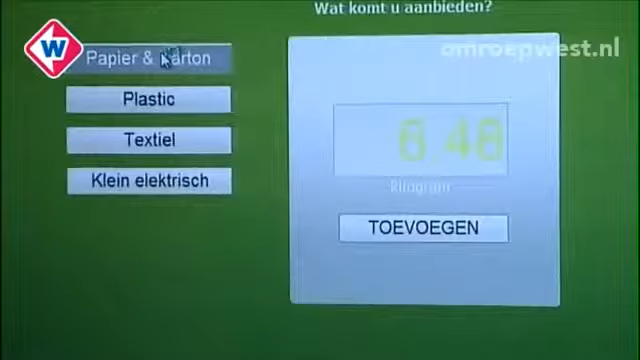 Wat komt u aanbieden?
W
omroepwest.nl
Papier & Karton
Plastic
Textiel
Klein elektrisch
6.48
kilogram
TOEVOEGEN